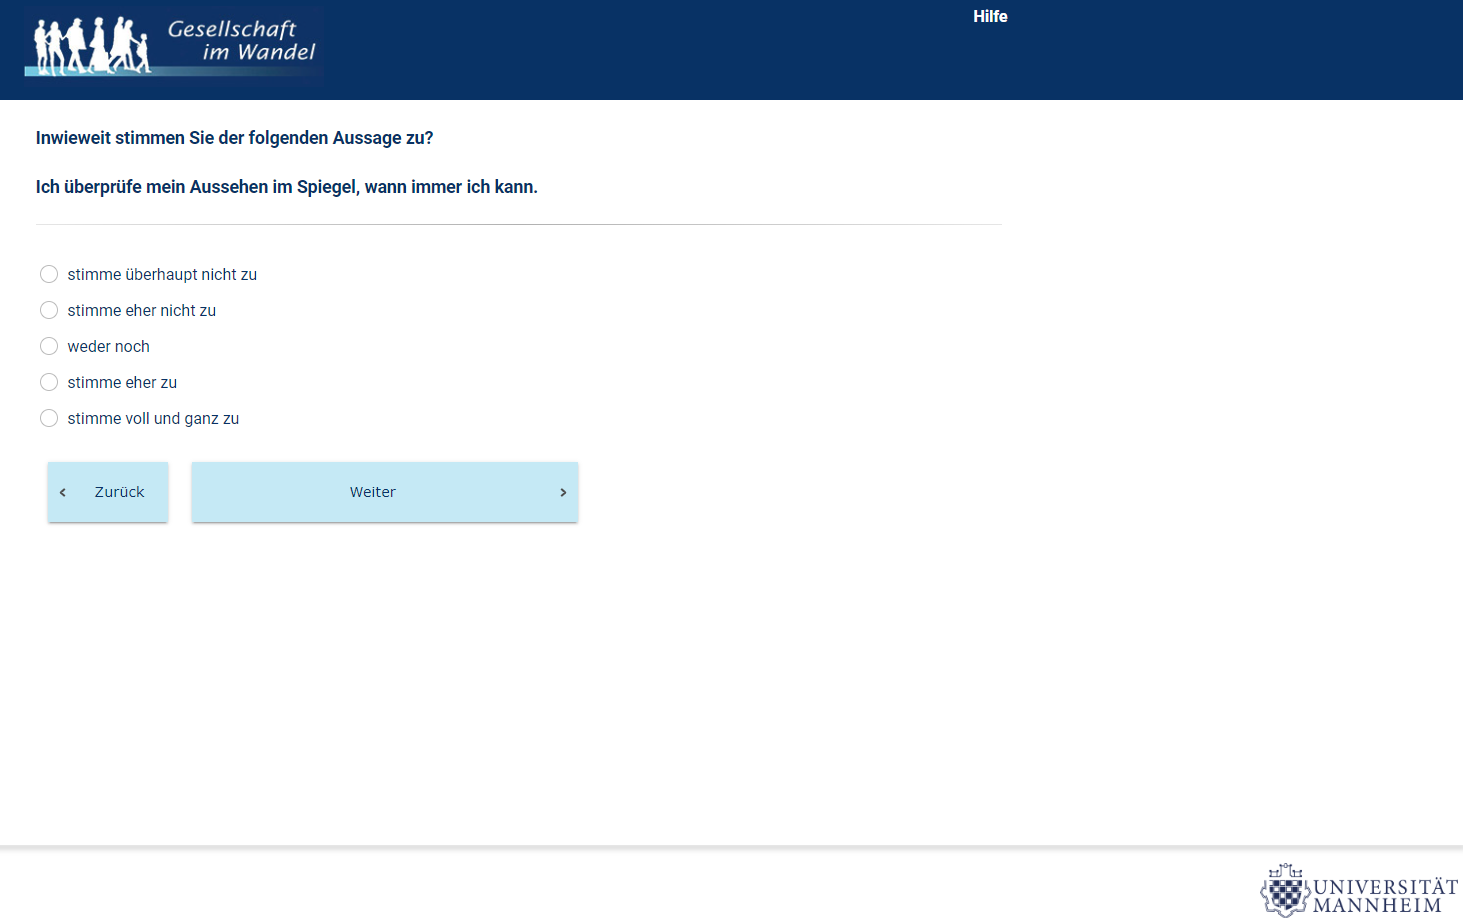 Gesellschaft
im Wandel
Hilfe
Inwieweit stimmen Sie der folgenden Aussage zu?
Ich überprüfe mein Aussehen im Spiegel, wann immer ich kann.
stimme überhaupt nicht zu
stimme eher nicht zu
weder noch
stimme eher zu
stimme voll und ganz zu
Zurück
Weiter
UNIVERSITÄT
MANNHEIM